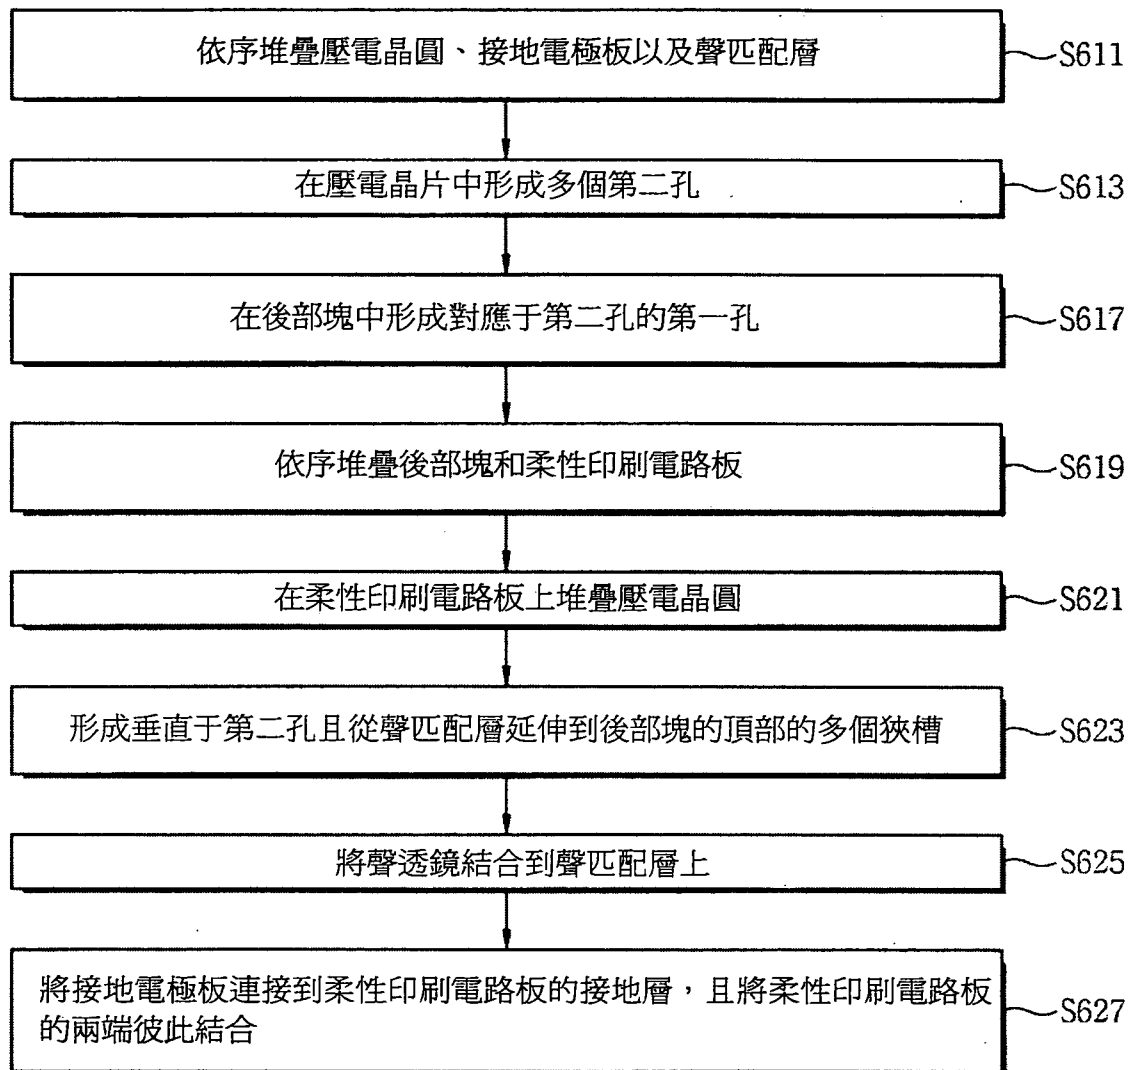 依序堆疊壓電晶圓、接地電極板以及聲匹配層
S611
在壓電晶片中形成多個第二孔
S613
在後部塊中形成對應于第二孔的第一孔
S617
依序堆疊後部塊和柔性印刷電路板
S619
在柔性印刷電路板上堆疊壓電晶圓
S621
形成垂直于第二孔且從聲匹配層延伸到後部塊的頂部的多個狹槽
S623
將聲透鏡結合到聲匹配層上
S625
將接地電極板連接到柔性印刷電路板的接地層，且將柔性印刷電路板
的兩端彼此結合
S627